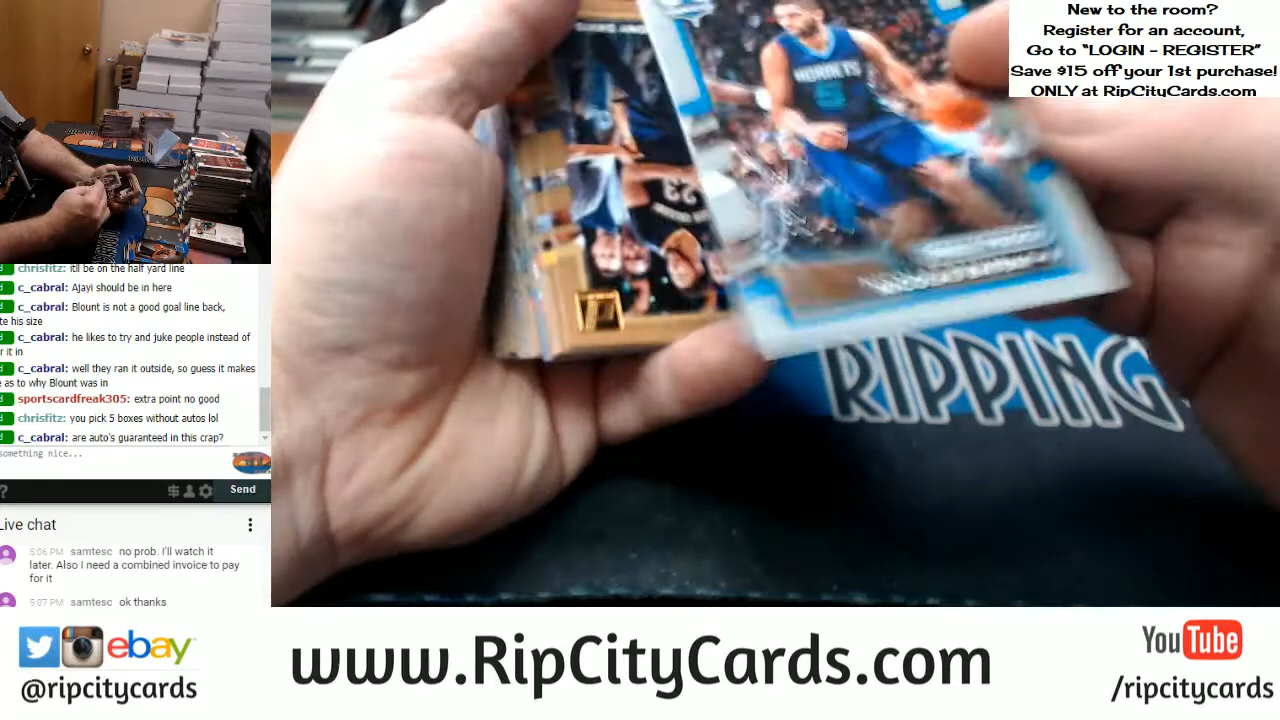 New to the room?
Register for an account,
Go to "LOGIN - REGISTER"
Save $15 off your 1st purchase!
ONLY at RipCityCards.com
HORNETS
5
23
RIPPING
d chrisfitz: itll be on the half yard line
d c_cabral: Ajayi should be in here
d c_cabral: Blount is not a good goal line back,
te his size
d c_cabral: he likes to try and juke people instead of
r it in
d c_cabral: well they ran it outside, so guess it makes
e as to why Blount was in
d sportscardfreak305: extra point no good
d chrisfitz: you pick 5 boxes without autos lol
d c_cabral: are auto's guaranteed in this crap?
something nice...
? Send
Live chat
5:06 PM samtesc no prob. I'll watch it
later. Also I need a combined invoice to pay
for it
5:07 PM samtesc ok thanks
ebay
@ripcitycards
www.RipCityCards.com
YouTube
/ripcitycards